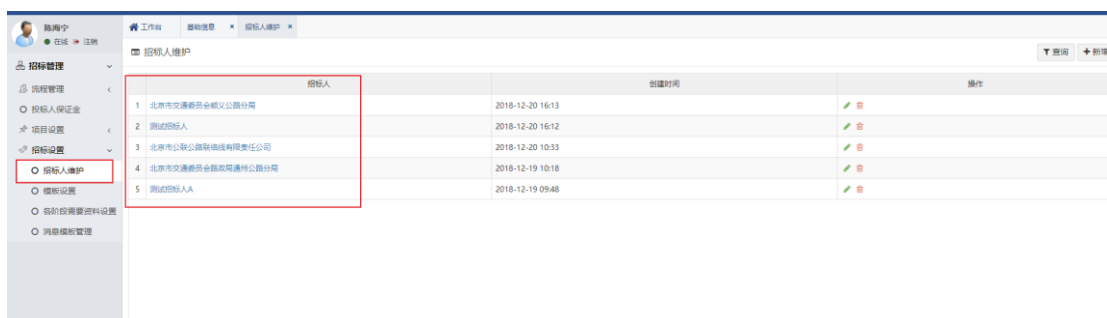 陈海宁
在线 注销
招标管理
流程管理
投标人保证金
项目设置
招标设置
招标人维护
模板设置
各阶段需要资料设置
消息模板管理
工作台 基础信息 × 招标人维护 ×
招标人维护
查询 新增
招标人 创建时间 操作
1 北京市交通委员会顺义公路分局 2018-12-20 16:13
2 测试招标人 2018-12-20 16:12
3 北京市公联公路联络线有限责任公司 2018-12-20 10:33
4 北京市交通委员会路政局通州公路分局 2018-12-19 10:18
5 测试招标人A 2018-12-19 09:48